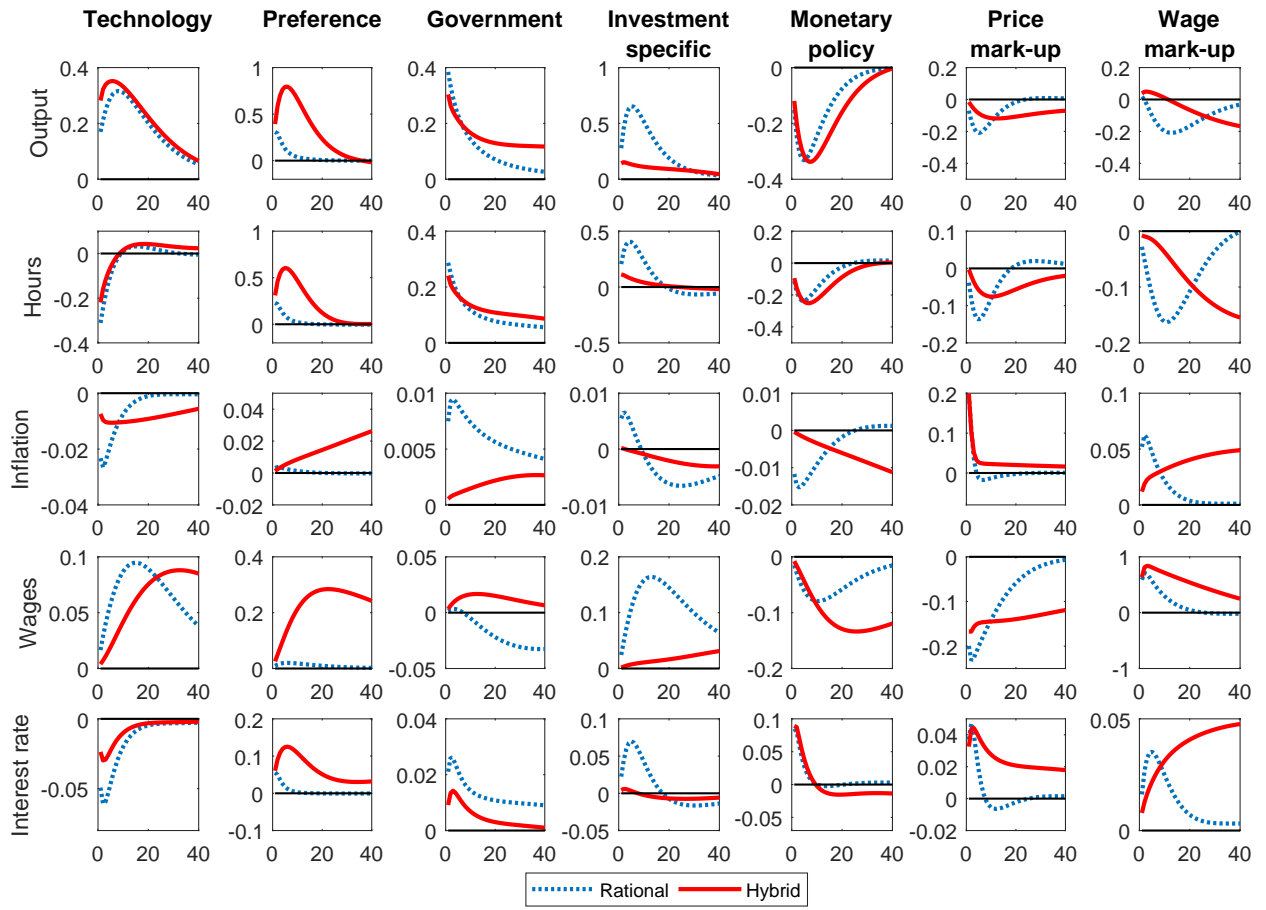 Technology
Preference
Government
Investment
specific
Monetary
policy
Price
mark-up
Wage
mark-up
Output
0.4
0.2
0
0 20 40
1
0.5
0
0 20 40
0.4
0.2
0
0 20 40
1
0.5
0
0 20 40
0
-0.2
-0.4
0 20 40
0.2
0
-0.2
-0.4
0 20 40
0.2
0
-0.2
-0.4
0 20 40
Hours
0
-0.2
-0.4
0 20 40
1
0.5
0
0 20 40
0.4
0.2
0
0 20 40
0.5
0
-0.5
0 20 40
0.2
0
-0.2
-0.4
0 20 40
0.1
0
-0.1
-0.2
0 20 40
0
-0.1
-0.2
0 20 40
Inflation
0
-0.02
-0.04
0 20 40
0.04
0.02
0
-0.02
0 20 40
0.01
0.005
0
0 20 40
0.01
0
-0.01
0 20 40
0.01
0
-0.01
-0.02
0 20 40
0.2
0.1
0
0 20 40
0.1
0.05
0
0 20 40
Wages
0.1
0.05
0
0 20 40
0.4
0.2
0
0 20 40
0.05
0
-0.05
0 20 40
0.2
0.1
0
0 20 40
0
-0.1
-0.2
0 20 40
0
-0.1
-0.2
-0.3
0 20 40
1
0
-1
0 20 40
Interest rate
0
-0.05
0 20 40
0.2
0.1
0
-0.1
0 20 40
0.04
0.02
0
0 20 40
0.1
0.05
0
-0.05
0 20 40
0.1
0.05
0
-0.05
0 20 40
0.04
0.02
0
-0.02
0 20 40
0.05
0
0 20 40
Rational
Hybrid